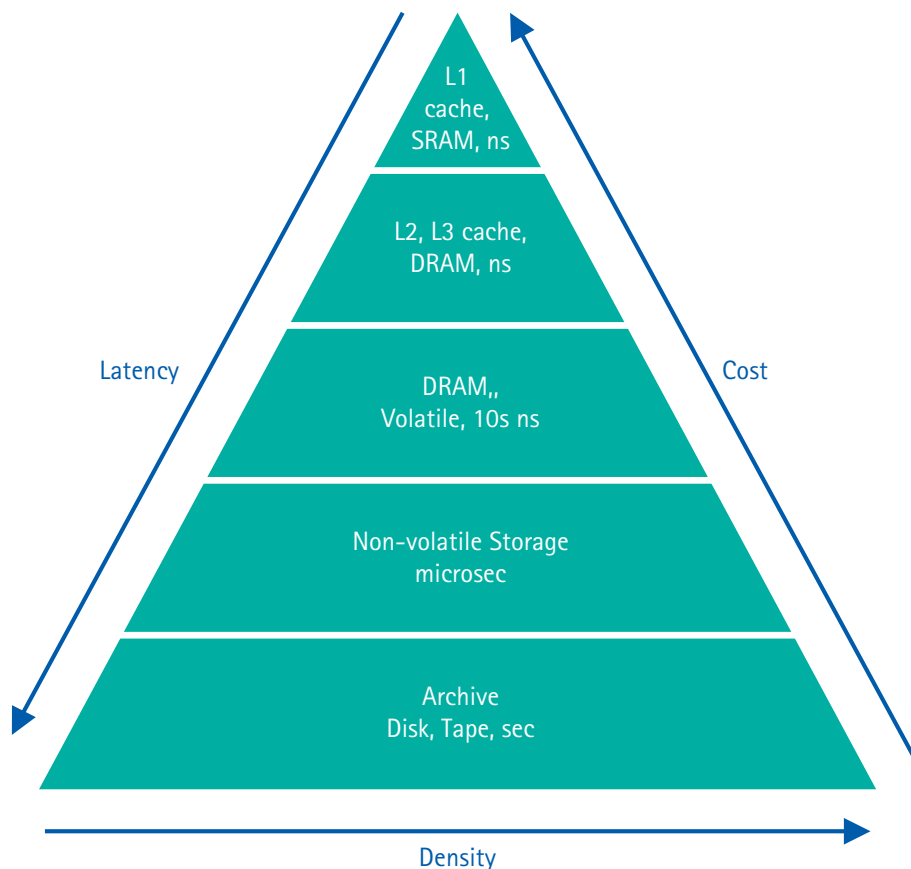 L1
cache,
SRAM, ns
L2, L3 cache,
DRAM, ns
Latency
Cost
DRAM,,
Volatile, 10s ns
Non-volatile Storage
microsec
Archive
Disk, Tape, sec
Density